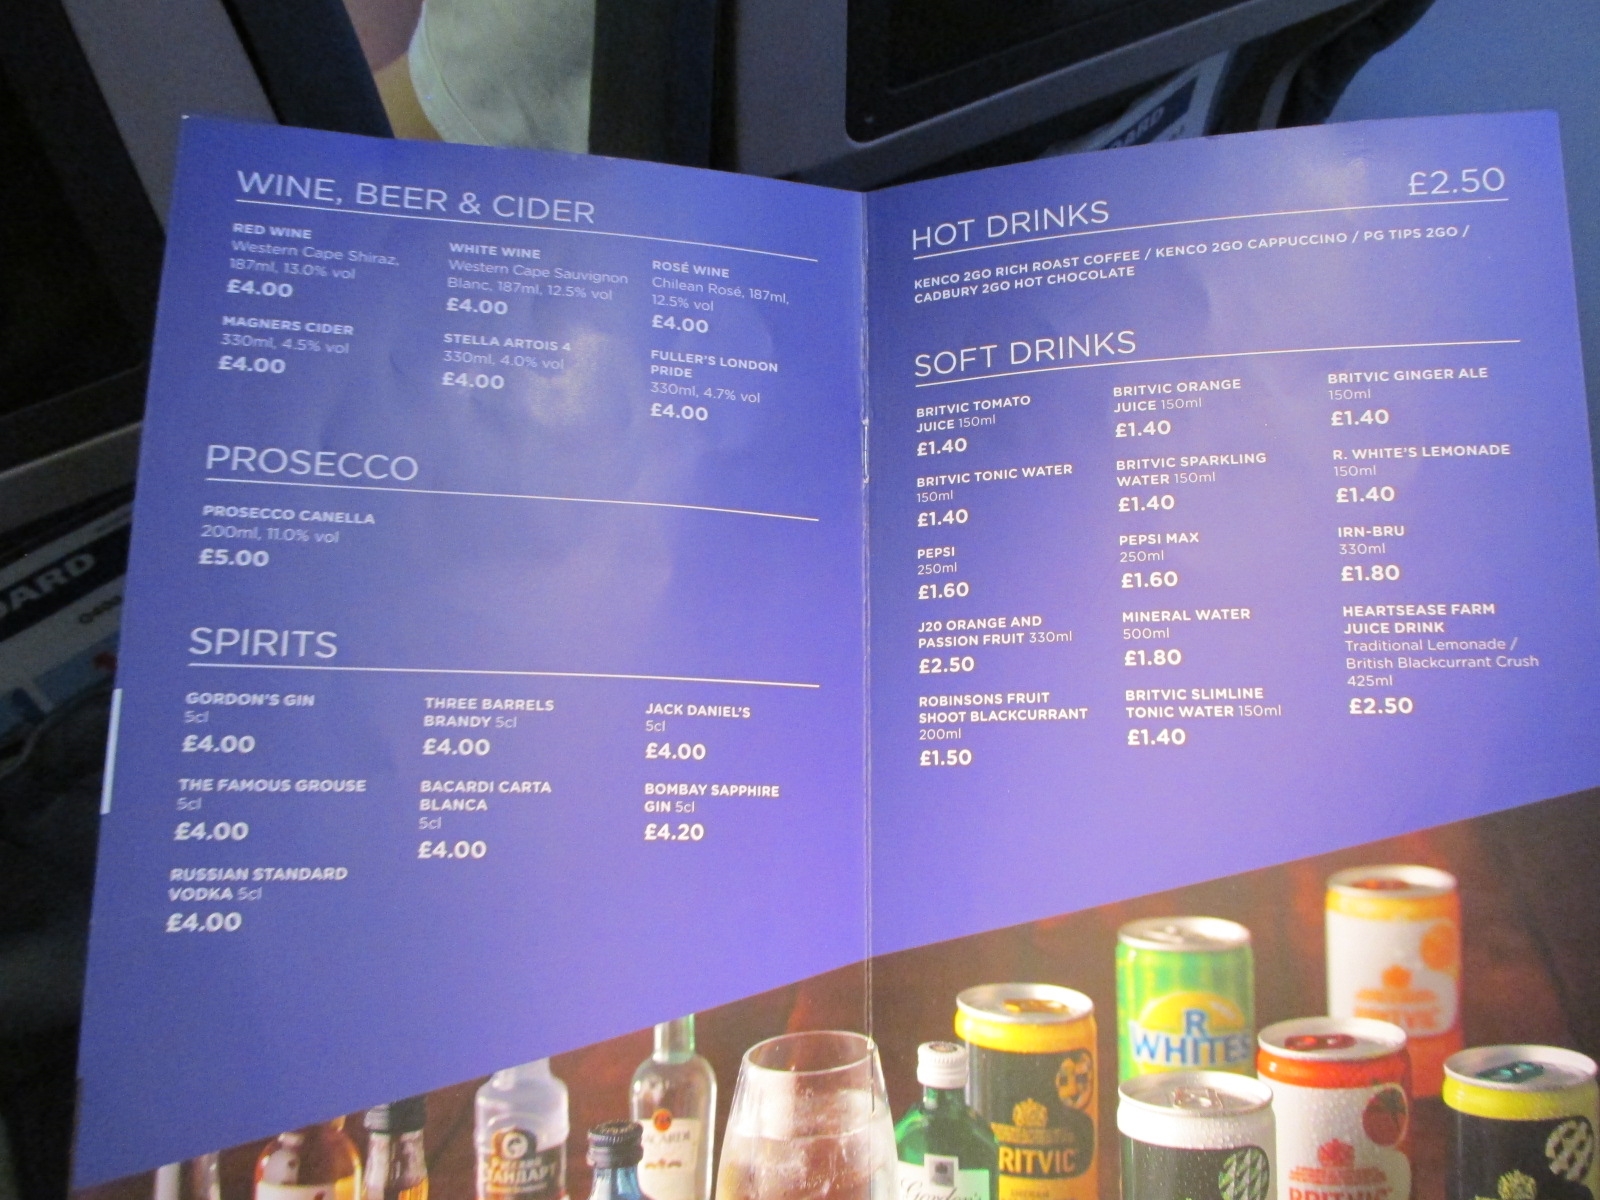 WINE, BEER & CIDER
RED WINE
Western Cape Shiraz,
187ml, 13.0% vol
£4.00
WHITE WINE
Western Cape Sauvignon
Blanc, 187ml, 12.5% vol
£4.00
ROSÉ WINE
Chilean Rosé, 187ml,
12.5% vol
£4.00
MAGNERS CIDER
330ml, 4.5% vol
£4.00
STELLA ARTOIS 4
330ml, 4.0% vol
£4.00
FULLER'S LONDON
PRIDE
330ml, 4.7% vol
£4.00
PROSECCO
PROSECCO CANELLA
200ml, 11.0% vol
£5.00
SPIRITS
GORDON'S GIN
5cl
£4.00
THREE BARRELS
BRANDY 5cl
£4.00
JACK DANIEL'S
5cl
£4.00
THE FAMOUS GROUSE
5cl
£4.00
BACARDI CARTA
BLANCA
5cl
£4.00
BOMBAY SAPPHIRE
GIN 5cl
£4.20
RUSSIAN STANDARD
VODKA 5cl
£4.00
HOT DRINKS £2.50
KENCO 2GO RICH ROAST COFFEE / KENCO 2GO CAPPUCCINO / PG TIPS 2GO /
CADBURY 2GO HOT CHOCOLATE
SOFT DRINKS
BRITVIC TOMATO
JUICE 150ml
£1.40
BRITVIC ORANGE
JUICE 150ml
£1.40
BRITVIC GINGER ALE
150ml
£1.40
BRITVIC TONIC WATER
150ml
£1.40
BRITVIC SPARKLING
WATER 150ml
£1.40
R. WHITE'S LEMONADE
150ml
£1.40
PEPSI
250ml
£1.60
PEPSI MAX
250ml
£1.60
IRN-BRU
330ml
£1.80
J20 ORANGE AND
PASSION FRUIT 330ml
£2.50
MINERAL WATER
500ml
£1.80
HEARTSEASE FARM
JUICE DRINK
Traditional Lemonade /
British Blackcurrant Crush
425ml
£2.50
ROBINSONS FRUIT
SHOOT BLACKCURRANT
200ml
£1.50
BRITVIC SLIMLINE
TONIC WATER 150ml
£1.40
R
WHITES
RITVIC
Gordon's